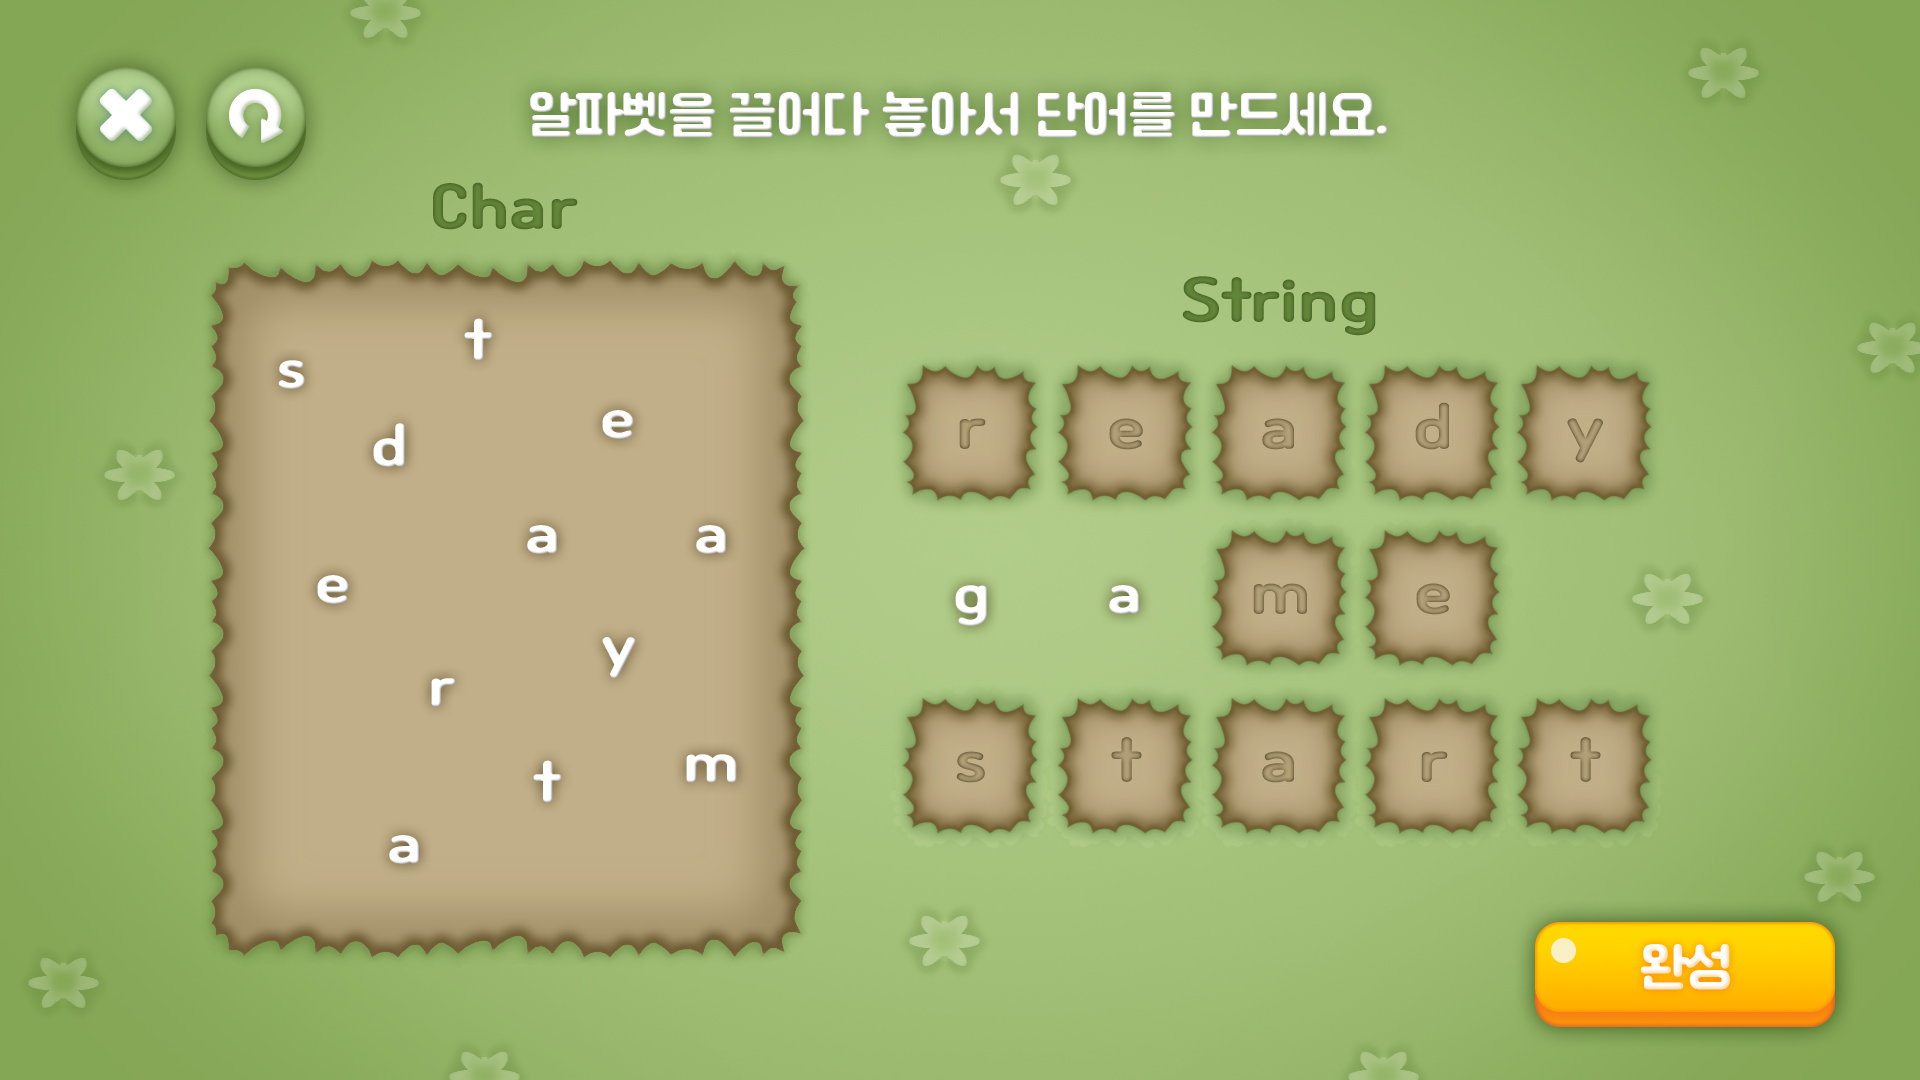 알파벳을 끌어다 놓아서 단어를 만드세요.
Char
t
s
e
d
a a
e
y
r
m
t
a
String
r e a d y
g a m e
s t a r t
완성